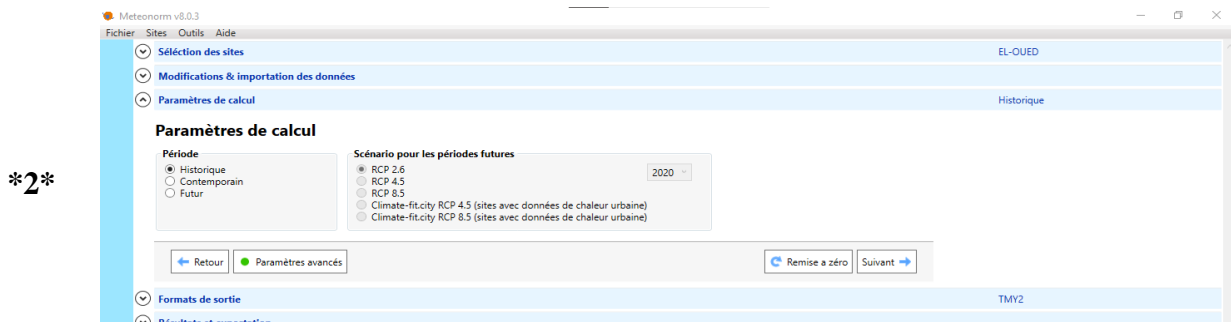 Meteonorm v8.0.3
Fichier Sites Outils Aide
Séléction des sites EL-OUED
Modifications & importation des données
Paramètres de calcul Historique
Paramètres de calcul
Période Scénario pour les périodes futures
Historique RCP 2.6 2020
Contemporain RCP 4.5
Futur RCP 8.5
Climate-fit.city RCP 4.5 (sites avec données de chaleur urbaine)
Climate-fit.city RCP 8.5 (sites avec données de chaleur urbaine)
*2*
Retour Paramètres avancés Remise a zéro Suivant
Formats de sortie TMY2